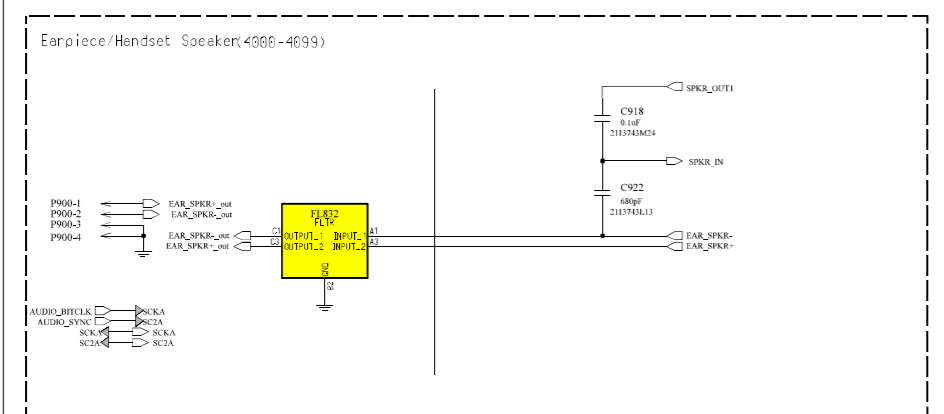 Earpiece/Handset Speaker(4000-4099)
SPKR_OUT1
C918
0.1uF
2113743M24
SPKR_IN
C922
680pF
2113743L13
P900-1 EAR_SPKR+_out
P900-2 EAR_SPKR-_out
P900-3
P900-4
FL832
FLTR
EAR_SPKR-_out C1 OUTPUT_1 INPUT_1 A1 EAR_SPKR-
EAR_SPKR+_out C3 OUTPUT_2 INPUT_2 A3 EAR_SPKR+
GND
B2
AUDIO_BITCLK SCKA
AUDIO_SYNC SC2A
SCKA SCKA
SC2A SC2A